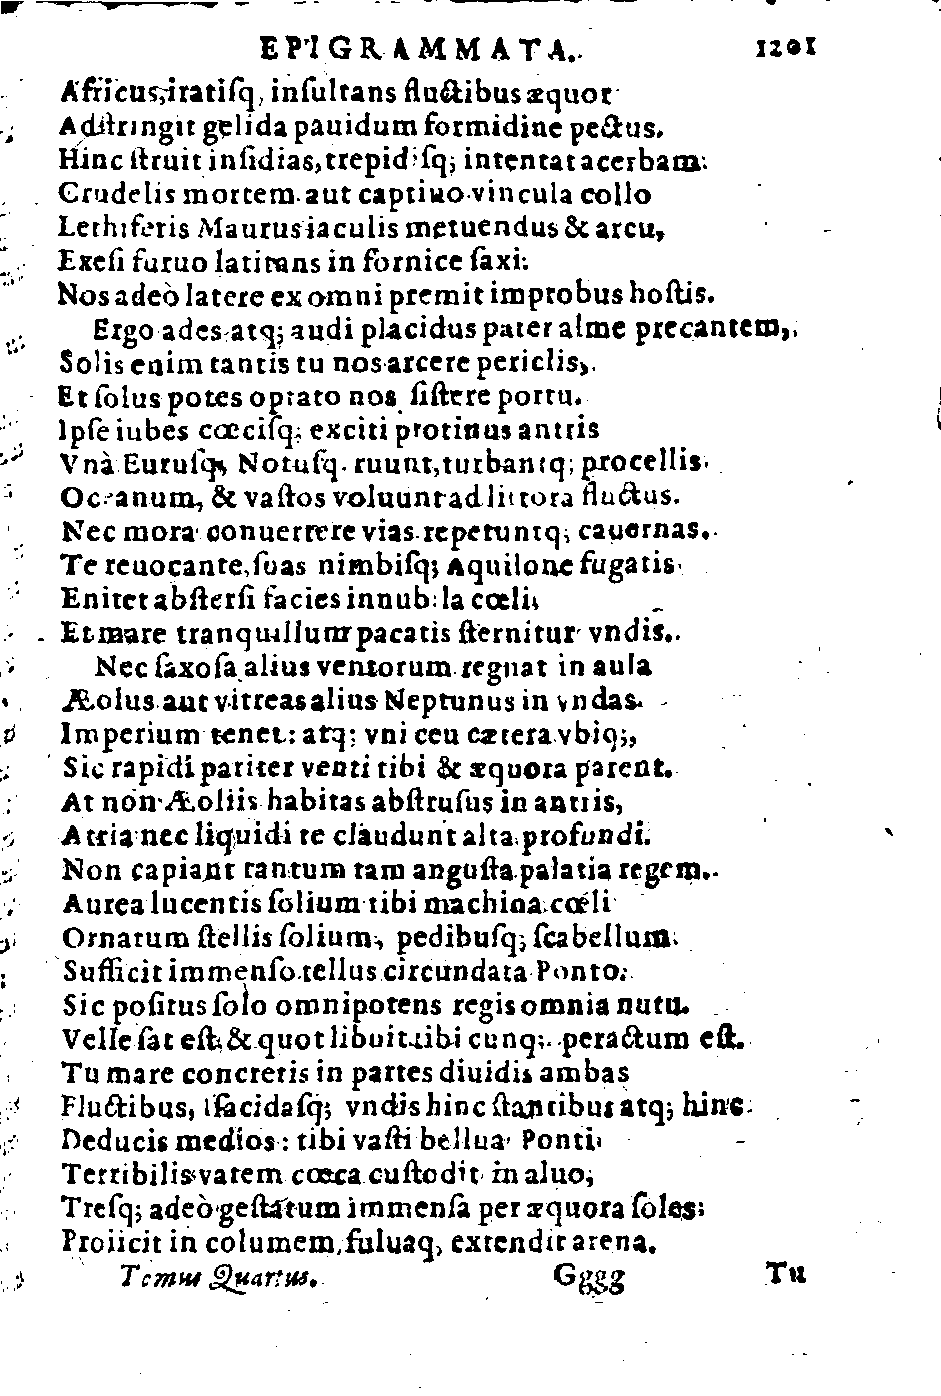 EPIGRAMMATA. 1201
Africus, iratiſq, inſultans fluctibus æquor
Adſtringit gelida pauidum formidine pectus.
Hinc ſtruit inſidias, trepidiſq; intentat acerbam
Crudelis mortem. aut captiuo vincula collo
Lethiferis Maurus iaculis metuendus & arcu,
Exeſi furuo latitans in fornice ſaxi:
Nos adeò latere ex omni premit improbus hoſtis.
Ergo ades atq; audi placidus pater alme precantem,
Solis enim tantis tu nos arcere periclis,
Et ſolus potes optato nos ſiſtere portu.
Ipſe iubes cœciſq; exciti protinus antris
Vnà Euruſq, Notuſq. ruunt, turbantq; procellis
Oceanum, & vaſtos voluunt ad littora fluctus.
Nec mora conuertere vias repetuntq; cauernas.
Te reuocante, ſuas nimbiſq; Aquilone fugatis
Enitet abſterſi facies innubila cœli,
Et mare tranquillum pacatis ſternitur vndis.
Nec ſaxoſa alius ventorum regnat in aula
Æolus aut vitreas alius Neptunus in vndas
Imperium tenet: atq; vni ceu cætera vbiq;,
Sic rapidi pariter venti tibi & æquora parent.
At non Æoliis habitas abſtruſus in antris,
Atria nec liquidi te claudunt alta profundi.
Non capiant tantum tam anguſta palatia regem.
Aurea lucentis ſolium tibi machina cœli
Ornatum ſtellis ſolium, pedibuſq; ſcabellum
Sufficit immenſo tellus circundata Ponto.
Sic poſitus ſolo omnipotens regis omnia nutu.
Velle ſat eſt, & quot libuit tibi cunq; peractum eſt.
Tu mare concretis in partes diuidis ambas
Fluctibus, Iſacidaſq; vndis hinc ſtantibus atq; hinc
Deducis medios: tibi vaſti bellua Ponti
Terribilis vatem cœca cuſtodit in aluo,
Treſq; adeò geſtatum immenſa per æquora ſoles:
Proiicit in columem, fuluaq, extendit arena.
Tomus Quartus. Gggg Tu